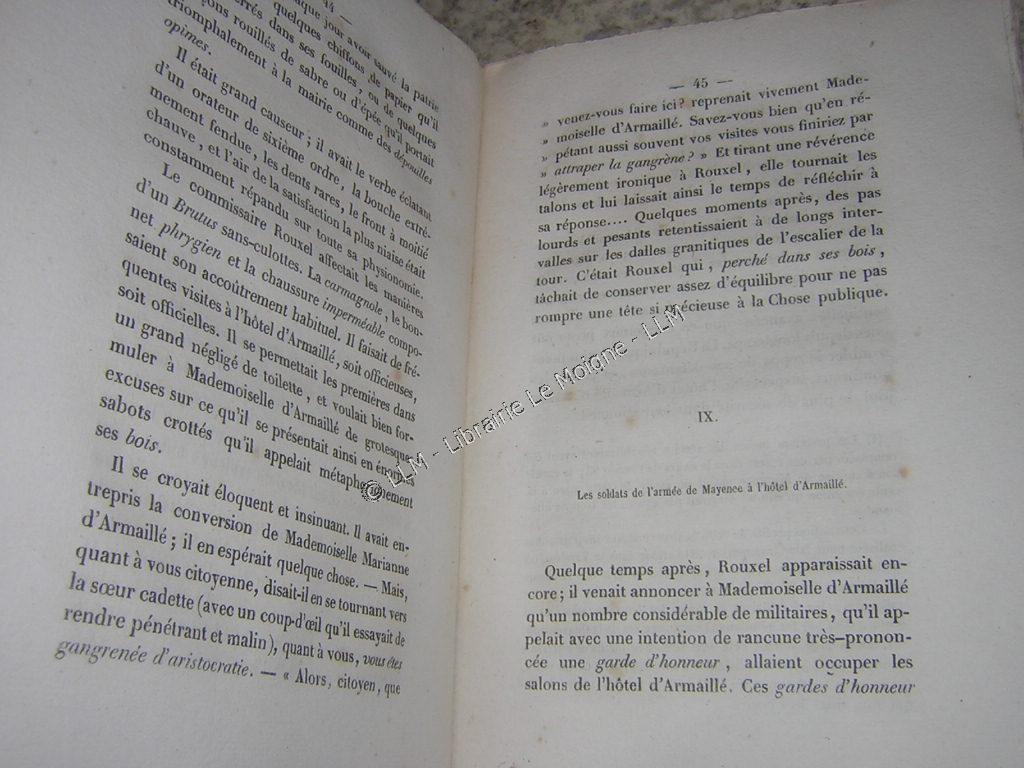 44 —
aque jour avoir sauvé la patrie
quelques chiffons de papier qu'il
errés dans ses fouilles, ou de quelques
çons rouillés de sabre ou d'épée qu'il portait
triomphalement à la mairie comme des dépouilles
opimes.
Il était grand causeur ; il avait le verbe éclatant
d'un orateur de sixième ordre, la bouche extrê-
mement fendue, les dents rares, le front à moitié
chauve, et l'air de la satisfaction la plus niaise était
constamment répandu sur toute sa physionomie.
Le commissaire Rouxel affectait les manières
d'un Brutus sans-culottes. La carmagnole, le bon-
net phrygien et la chaussure imperméable compo-
saient son accoûtrement habituel. Il faisait de fré-
quentes visites à l'hôtel d'Armaillé, soit officieuses,
soit officielles. Il se permettait les premières dans
un grand négligé de toilette, et voulait bien for-
muler à Mademoiselle d'Armaillé de grotesques
excuses sur ce qu'il se présentait ainsi en énormes
sabots crottés qu'il appelait métaphoriquement
ses bois.
Il se croyait éloquent et insinuant. Il avait en-
trepris la conversion de Mademoiselle Marianne
d'Armaillé ; il en espérait quelque chose. — Mais,
quant à vous citoyenne, disait-il en se tournant vers
la sœur cadette (avec un coup-d'œil qu'il essayait de
rendre pénétrant et malin), quant à vous, vous êtes
gangrenée d'aristocratie. — « Alors, citoyen, que
— 45 —
» venez-vous faire ici? reprenait vivement Made-
» moiselle d'Armaillé. Savez-vous bien qu'en ré-
» pétant aussi souvent vos visites vous finiriez par
» attraper la gangrène? » Et tirant une révérence
légèrement ironique à Rouxel, elle tournait les
talons et lui laissait ainsi le temps de réfléchir à
sa réponse.... Quelques moments après, des pas
lourds et pesants retentissaient à de longs inter-
valles sur les dalles granitiques de l'escalier de la
tour. C'était Rouxel qui, perché dans ses bois,
tâchait de conserver assez d'équilibre pour ne pas
rompre une tête si précieuse à la Chose publique.
IX.
Les soldats de l'armée de Mayence à l'hôtel d'Armaillé.
Quelque temps après, Rouxel apparaissait en-
core; il venait annoncer à Mademoiselle d'Armaillé
qu'un nombre considérable de militaires, qu'il ap-
pelait avec une intention de rancune très-pronon-
cée une garde d'honneur, allaient occuper les
salons de l'hôtel d'Armaillé. Ces gardes d'honneur
© LLM - Librairie Le Moigne - LLM